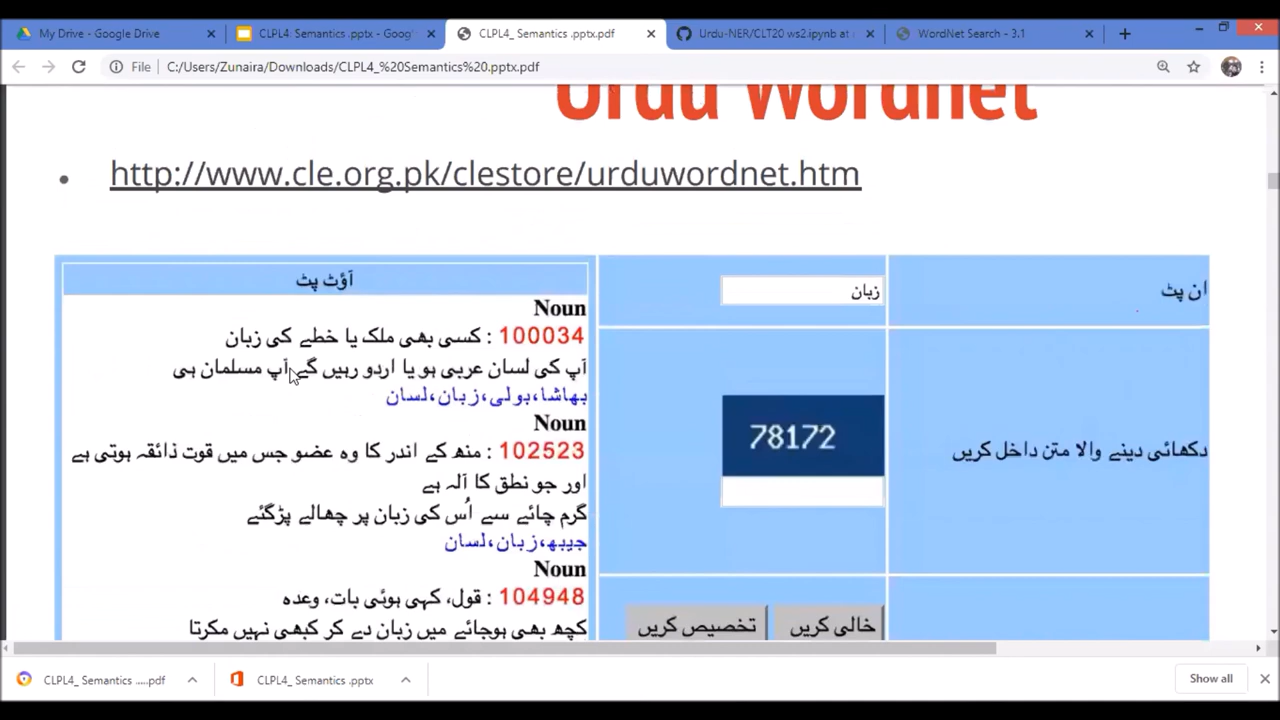 My Drive - Google Drive
CLPL4: Semantics .pptx - Goog
CLPL4_ Semantics .pptx.pdf
Urdu-NER/CLT20 ws2.ipynb at
WordNet Search - 3.1
File
C:/Users/Zunaira/Downloads/CLPL4_%20Semantics%20.pptx.pdf
Urdu Wordnet
• http://www.cle.org.pk/clestore/urduwordnet.htm
ان پٹ
زبان
آؤٹ پٹ
Noun
100034 : کسی بھی ملک یا خطے کی زبان
آپ کی لسان عربی ہو یا اردو رہیں گے آپ مسلمان ہی
بھاشا،بولی،زبان،لسان
Noun
102523 : منھ کے اندر کا وہ عضو جس میں قوت ذائقہ ہوتی ہے
اور جو نطق کا آلہ ہے
گرم چائے سے اُس کی زبان پر چھالے پڑگئے
جیبھ،زبان،لسان
Noun
104948 : قول، کہی ہوئی بات، وعدہ
کچھ بھی ہوجائے میں زبان دے کر کبھی نہیں مکرتا
دکھائی دینے والا متن داخل کریں
78172
خالی کریں
تخصیص کریں
CLPL4_ Semantics .....pdf
CLPL4_ Semantics .pptx
Show all